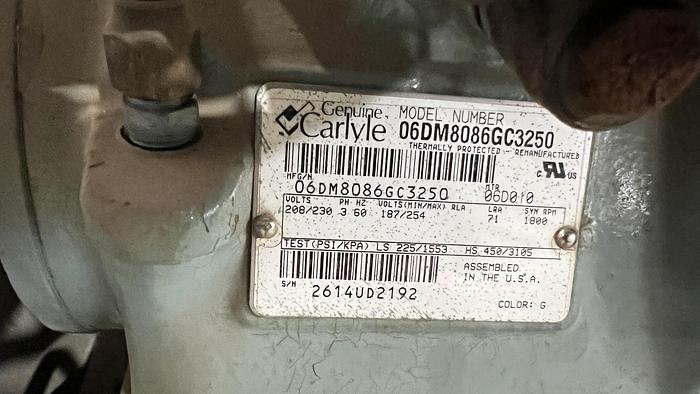 Genuine
Carlyle
MODEL NUMBER
06DM8086GC3250
THERMALLY PROTECTED - REMANUFACTURED
C US
MFG/N.
06DM8086GC3250
MTR
VOLTS PH HZ VOLTS(MIN/MAX) RLA LRA SYN RPM
208/230 3 60 187/254 71 1800
TEST(PSI/KPA) LS 225/1553 HS 450/3105
ASSEMBLED
IN THE U.S.A.
S/N 2614UD2192
COLOR: G